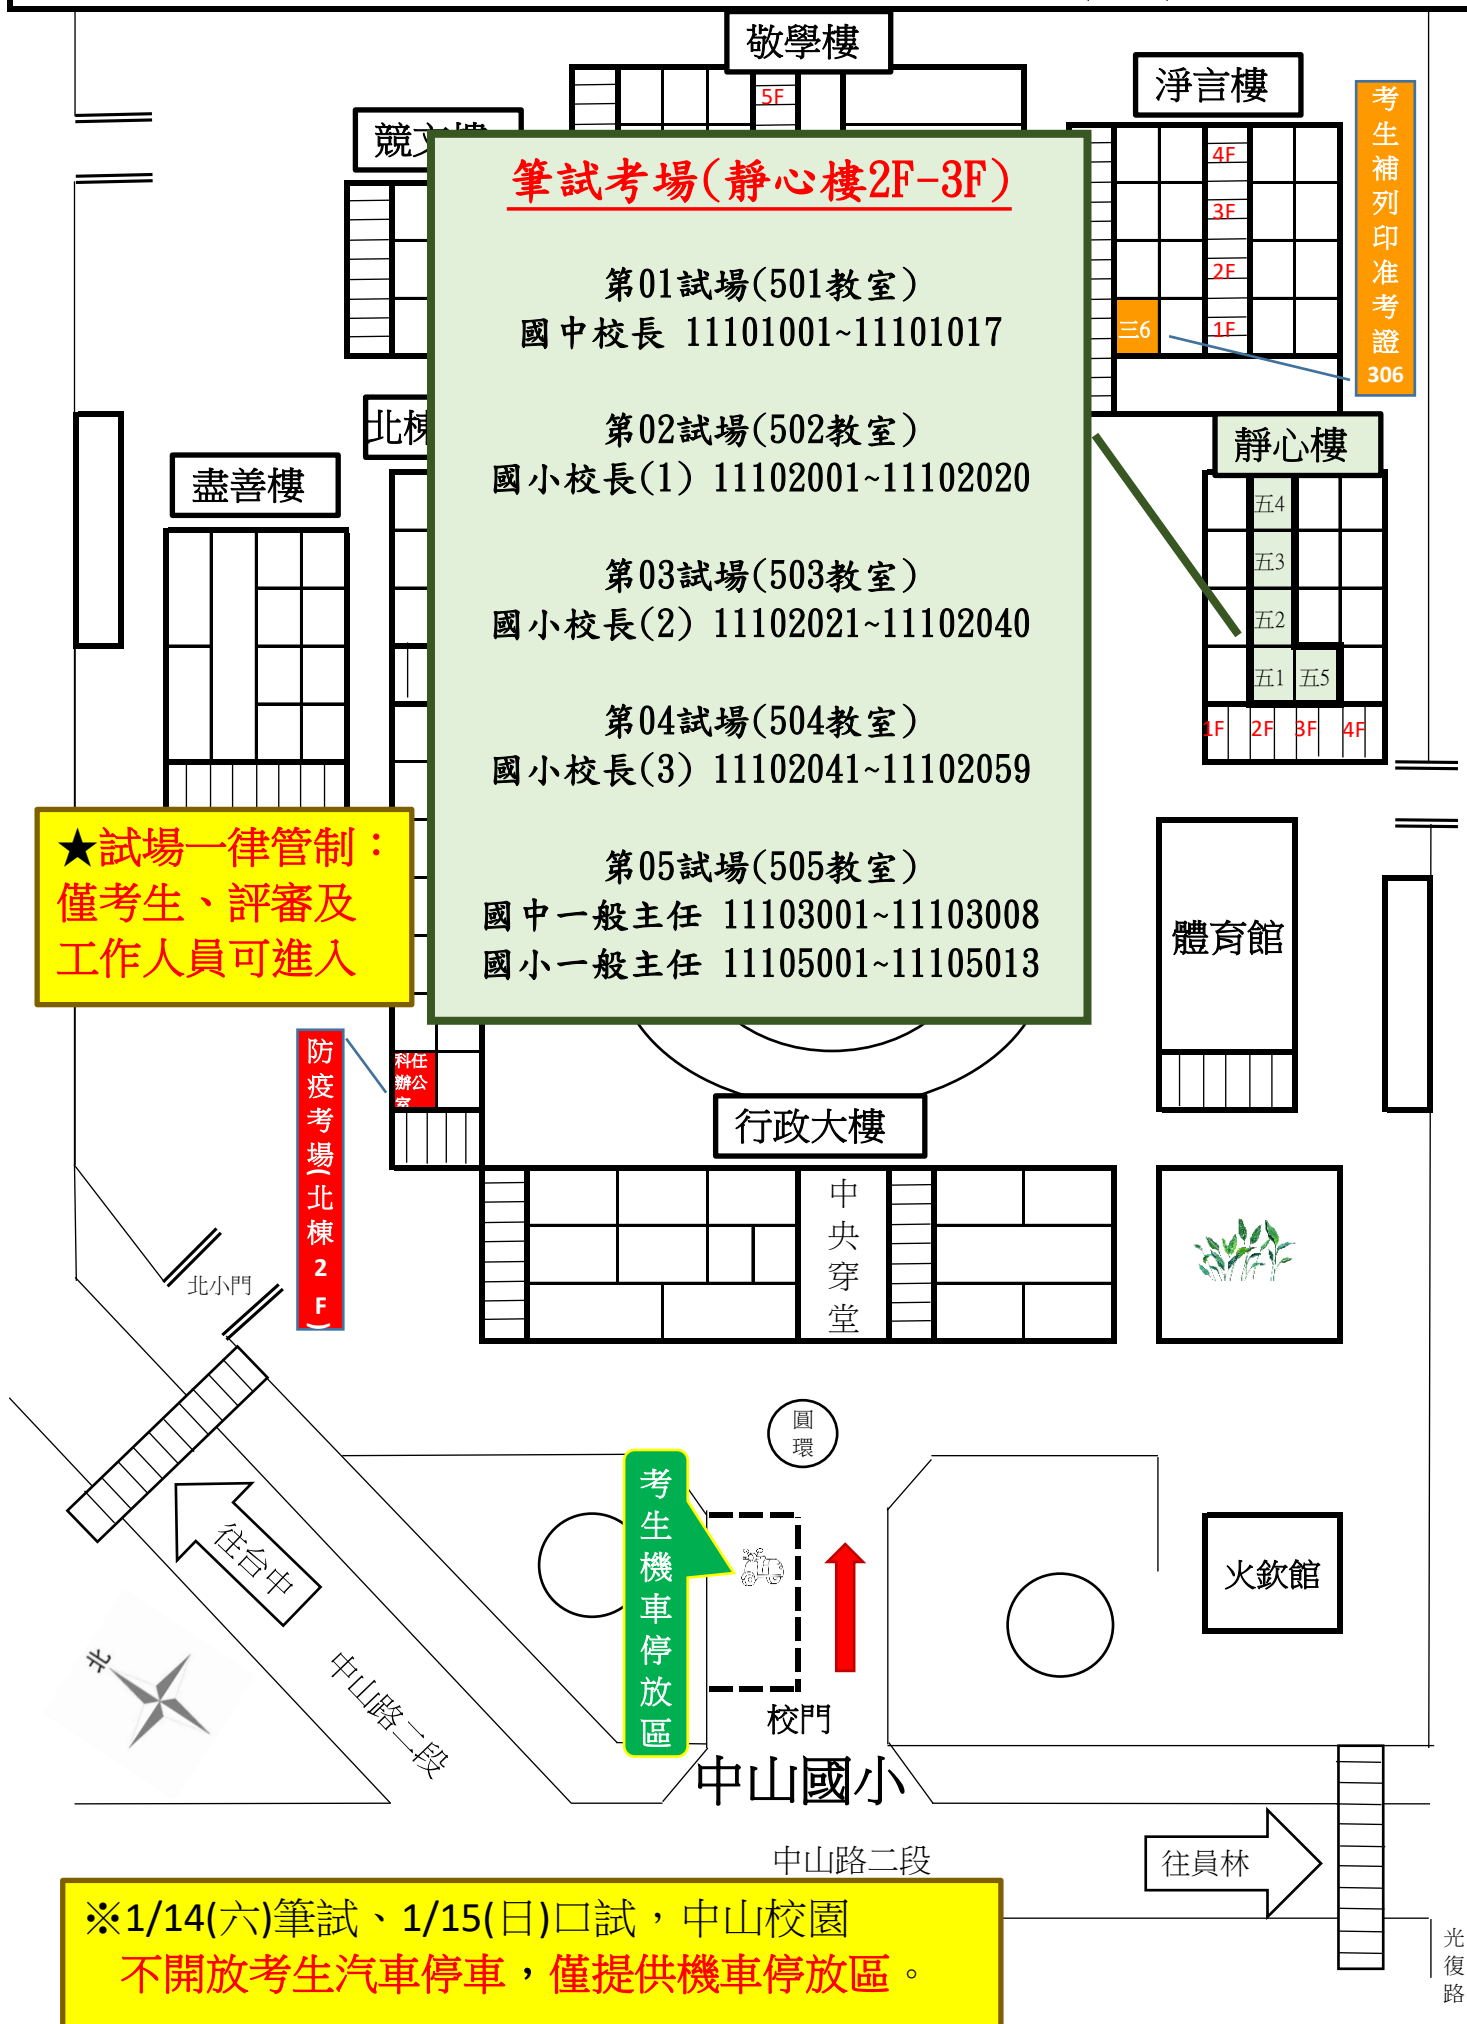 敬學樓
淨言樓
5F
競文樓
考生補列印准考證306
4F
3F
2F
1F
三6
筆試考場(靜心樓2F-3F)
第01試場(501教室)
國中校長 11101001~11101017
第02試場(502教室)
國小校長(1) 11102001~11102020
第03試場(503教室)
國小校長(2) 11102021~11102040
第04試場(504教室)
國小校長(3) 11102041~11102059
第05試場(505教室)
國中一般主任 11103001~11103008
國小一般主任 11105001~11105013
北棟
盡善樓
靜心樓
五4
五3
五2
五1 五5
1F 2F 3F 4F
★試場一律管制：
僅考生、評審及
工作人員可進入
體育館
防疫考場(北棟2F)
科任
辦公
室
行政大樓
中央穿堂
北小門
圓環
考生機車停放區
往台中
火欽館
北
中山路二段
校門
中山國小
中山路二段
往員林
※1/14(六)筆試、1/15(日)口試，中山校園
不開放考生汽車停車，僅提供機車停放區。
光復路